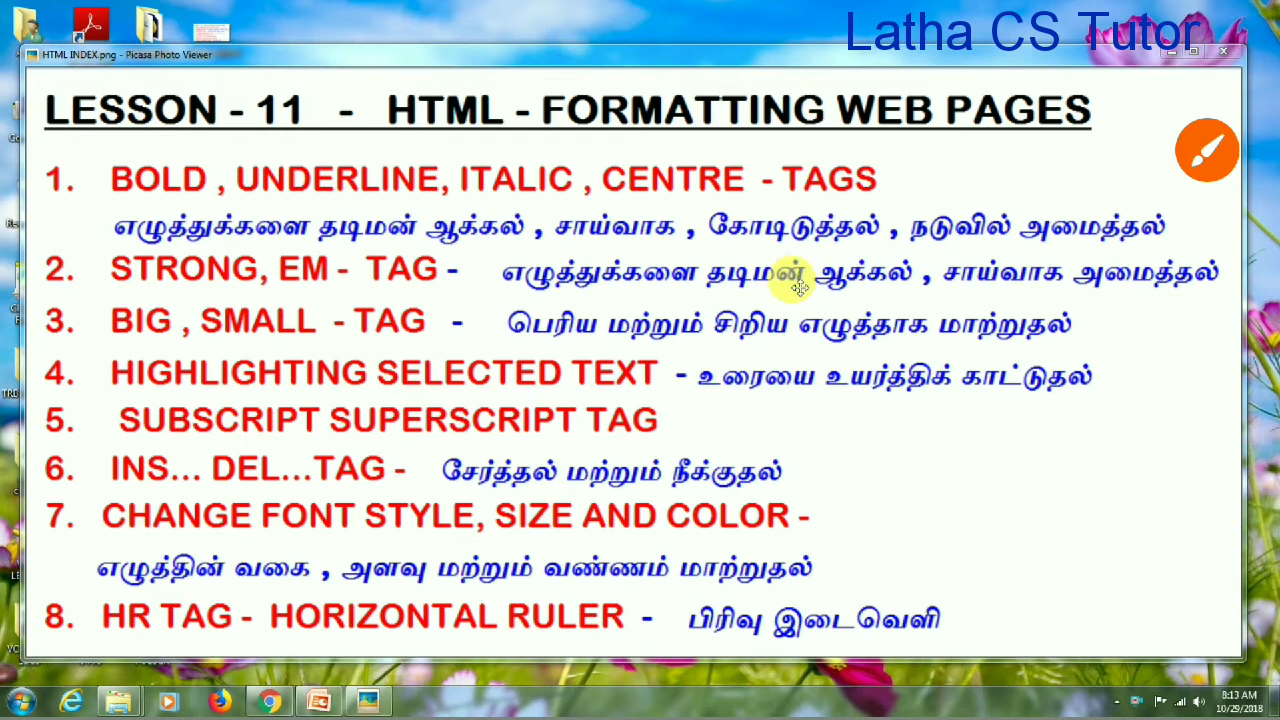 Latha CS Tutor
HTML INDEX.png - Picasa Photo Viewer
LESSON - 11 - HTML - FORMATTING WEB PAGES
1. BOLD , UNDERLINE, ITALIC , CENTRE - TAGS
எழுத்துக்களை தடிமன் ஆக்கல் , சாய்வாக , கோடிடுத்தல் , நடுவில் அமைத்தல்
2. STRONG, EM - TAG - எழுத்துக்களை தடிமன் ஆக்கல் , சாய்வாக அமைத்தல்
3. BIG , SMALL - TAG - பெரிய மற்றும் சிறிய எழுத்தாக மாற்றுதல்
4. HIGHLIGHTING SELECTED TEXT - உரையை உயர்த்திக் காட்டுதல்
5. SUBSCRIPT SUPERSCRIPT TAG
6. INS... DEL...TAG - சேர்த்தல் மற்றும் நீக்குதல்
7. CHANGE FONT STYLE, SIZE AND COLOR -
எழுத்தின் வகை , அளவு மற்றும் வண்ணம் மாற்றுதல்
8. HR TAG - HORIZONTAL RULER - பிரிவு இடைவெளி
8:13 AM
10/29/2018